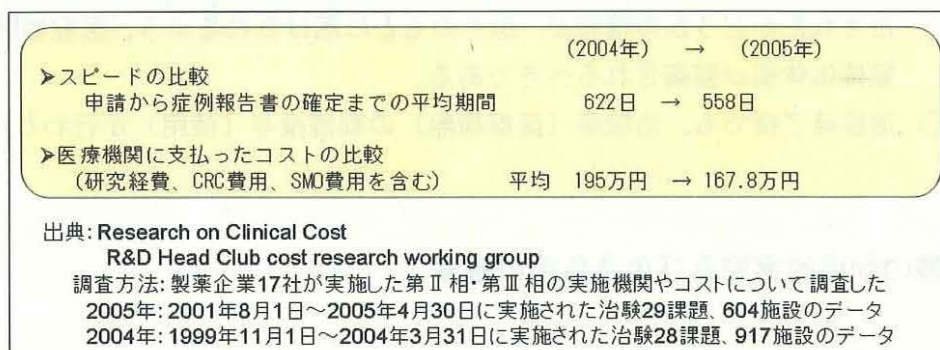 (2004年) → (2005年)
➤スピードの比較
申請から症例報告書の確定までの平均期間 622日 → 558日
➤医療機関に支払ったコストの比較
(研究経費、CRC費用、SMO費用を含む) 平均 195万円 → 167.8万円
出典: Research on Clinical Cost
R&D Head Club cost research working group
調査方法: 製薬企業17社が実施した第Ⅱ相・第Ⅲ相の実施機関やコストについて調査した
2005年: 2001年8月1日～2005年4月30日に実施された治験29課題、604施設のデータ
2004年: 1999年11月1日～2004年3月31日に実施された治験28課題、917施設のデータ